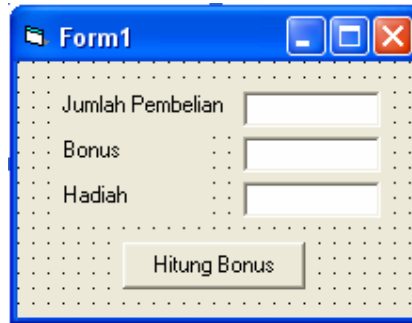 Form1
Jumlah Pembelian
Bonus
Hadiah
Hitung Bonus